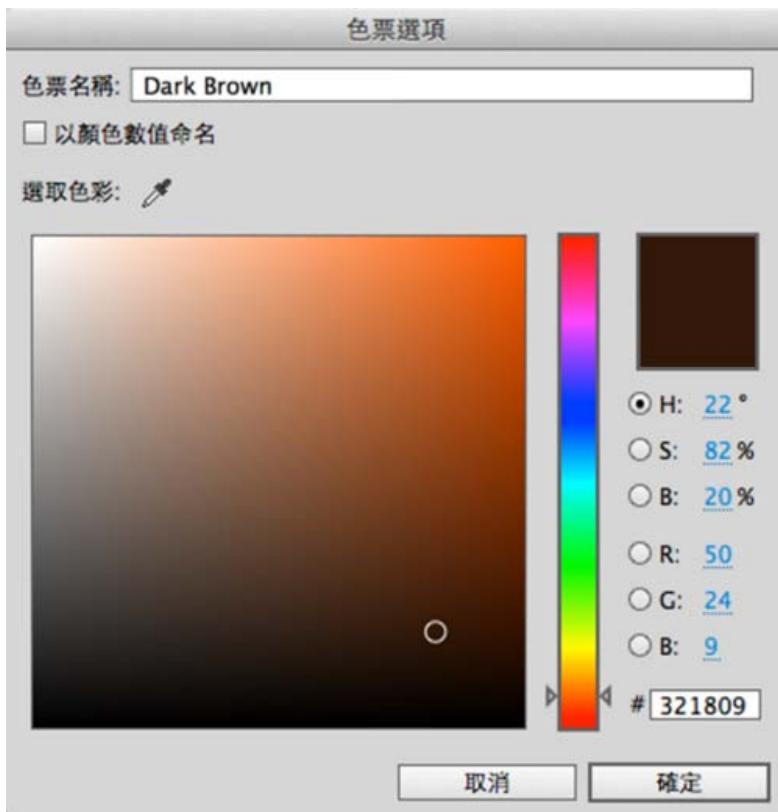 色票選項
色票名稱: Dark Brown
以顏色數值命名
選取色彩:
H: 22 °
S: 82 %
B: 20 %
R: 50
G: 24
B: 9
# 321809
取消 確定